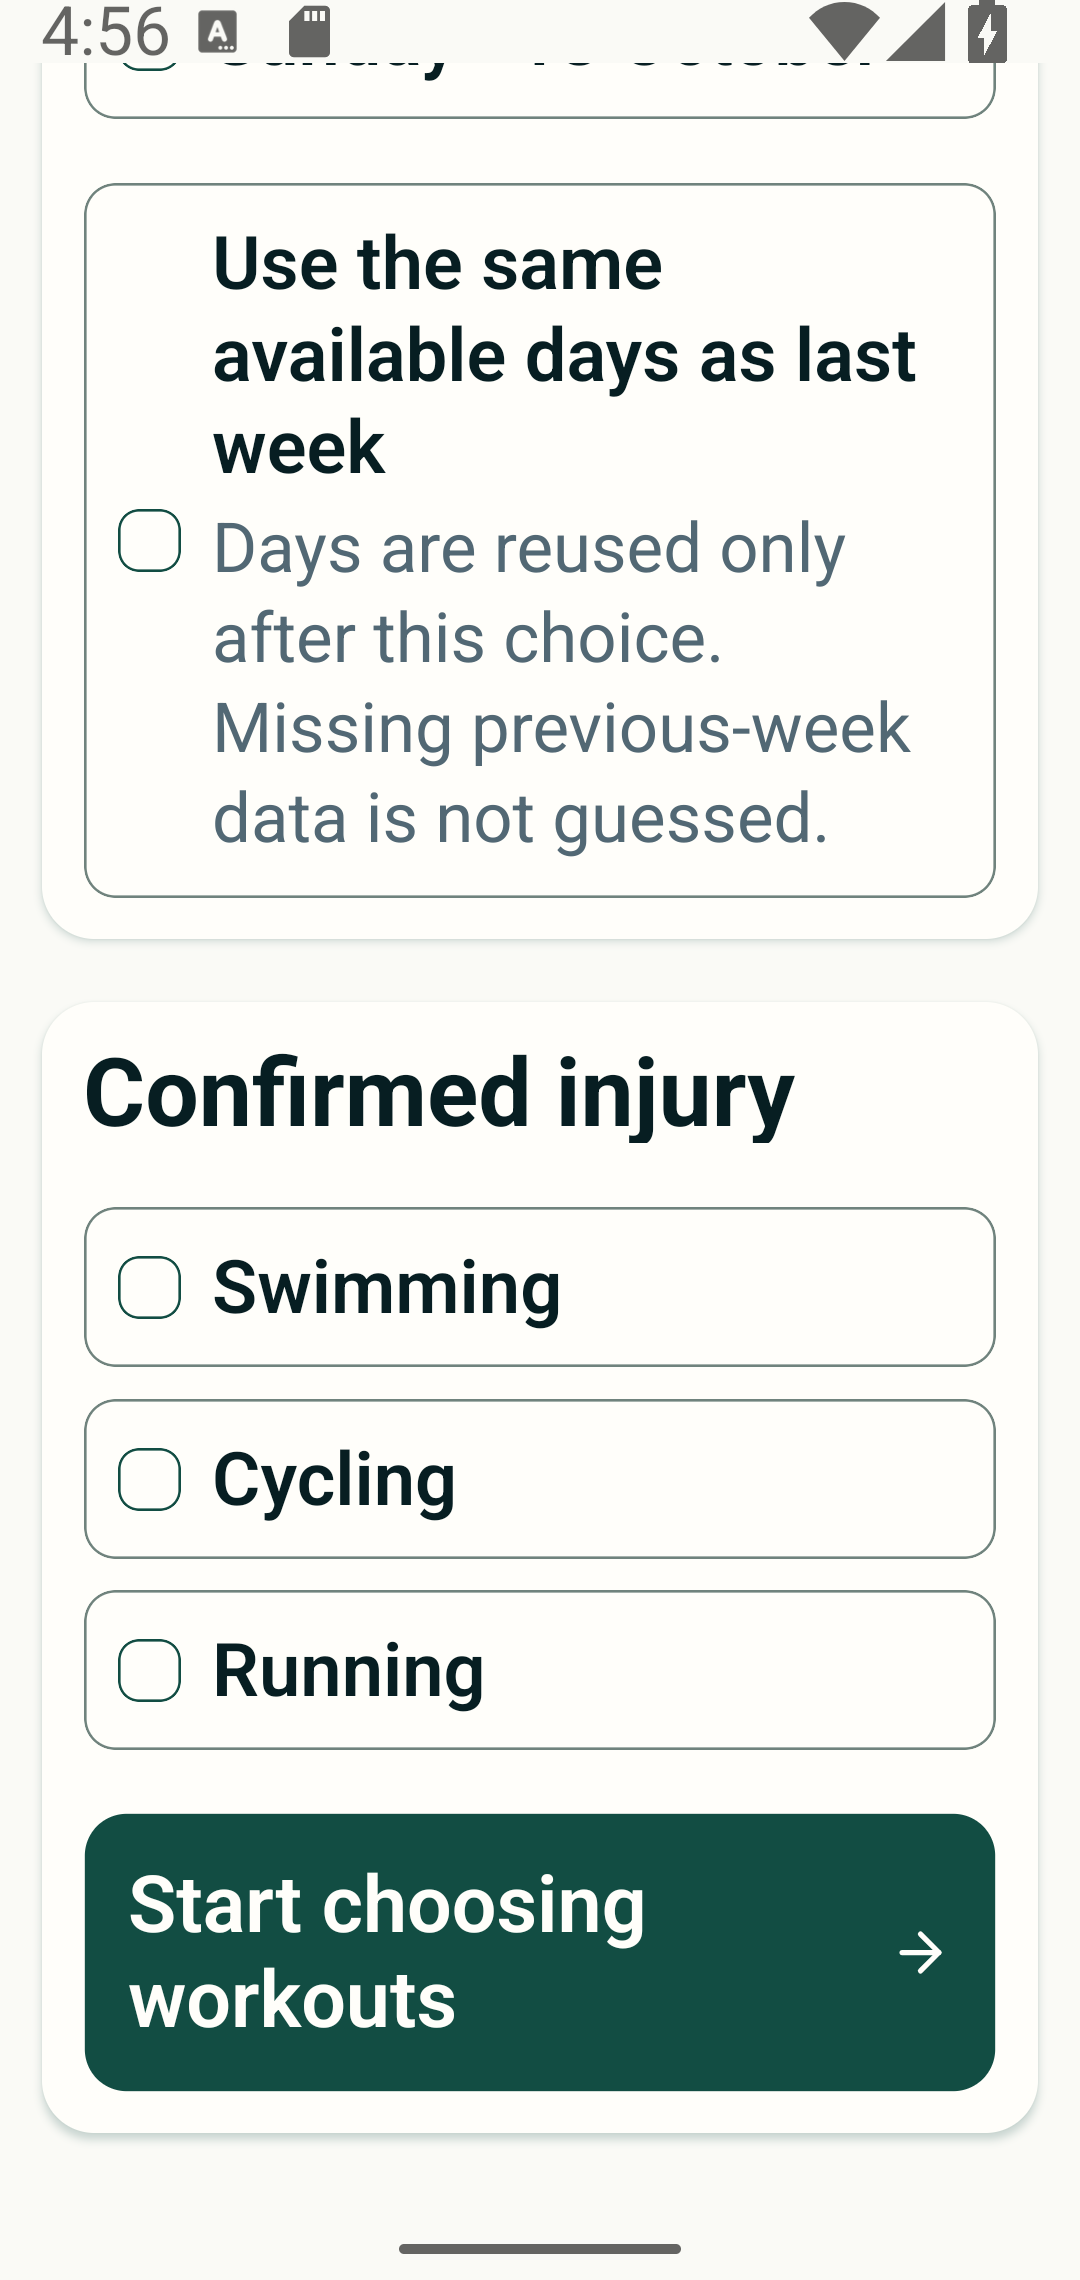 4:56
Use the same
available days as last
week
Days are reused only
after this choice.
Missing previous-week
data is not guessed.
Confirmed injury
Swimming
Cycling
Running
Start choosing
workouts